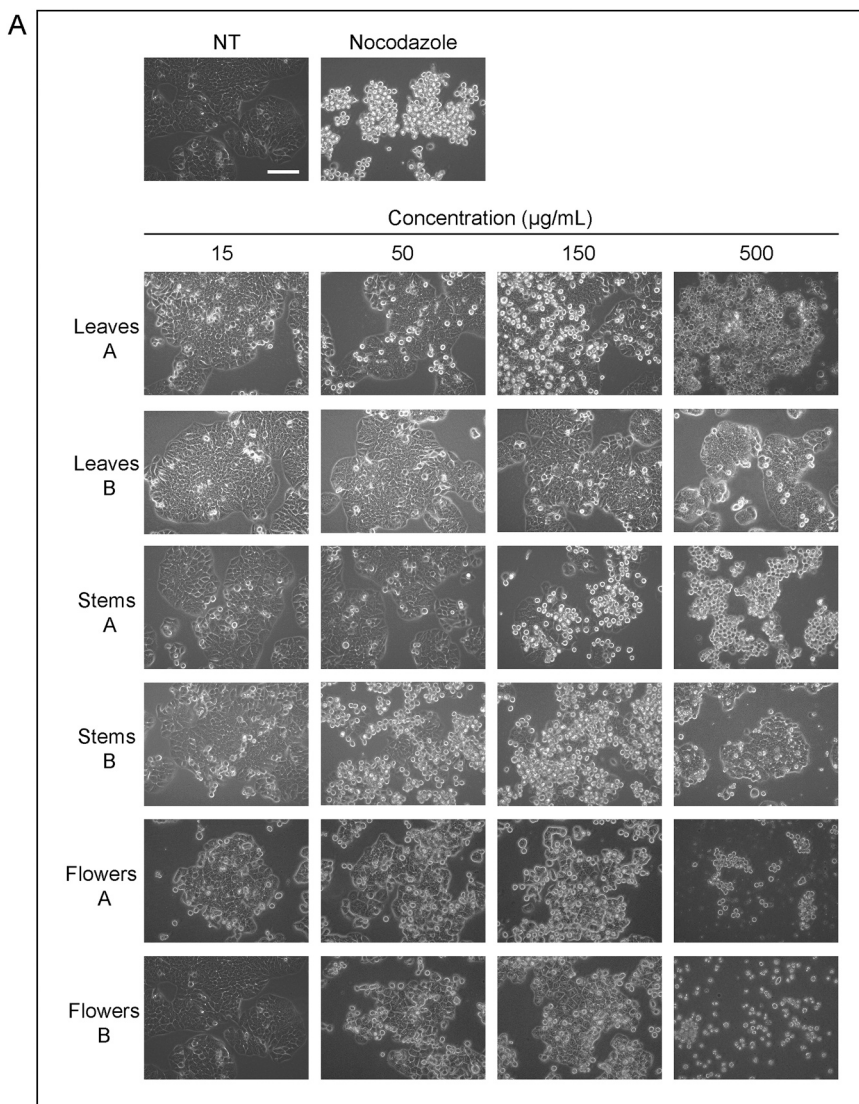 A
NT Nocodazole
Concentration (µg/mL)
15 50 150 500
Leaves
A
Leaves
B
Stems
A
Stems
B
Flowers
A
Flowers
B